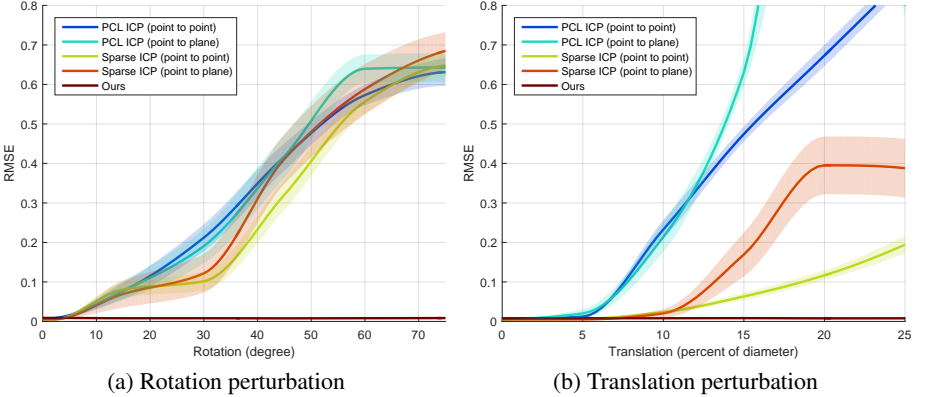 0.8
0.7
0.6
0.5
0.4
0.3
0.2
0.1
0
RMSE
PCL ICP (point to point)
PCL ICP (point to plane)
Sparse ICP (point to point)
Sparse ICP (point to plane)
Ours
0 10 20 30 40 50 60 70
Rotation (degree)
(a) Rotation perturbation
0.8
0.7
0.6
0.5
0.4
0.3
0.2
0.1
0
RMSE
PCL ICP (point to point)
PCL ICP (point to plane)
Sparse ICP (point to point)
Sparse ICP (point to plane)
Ours
0 5 10 15 20 25
Translation (percent of diameter)
(b) Translation perturbation